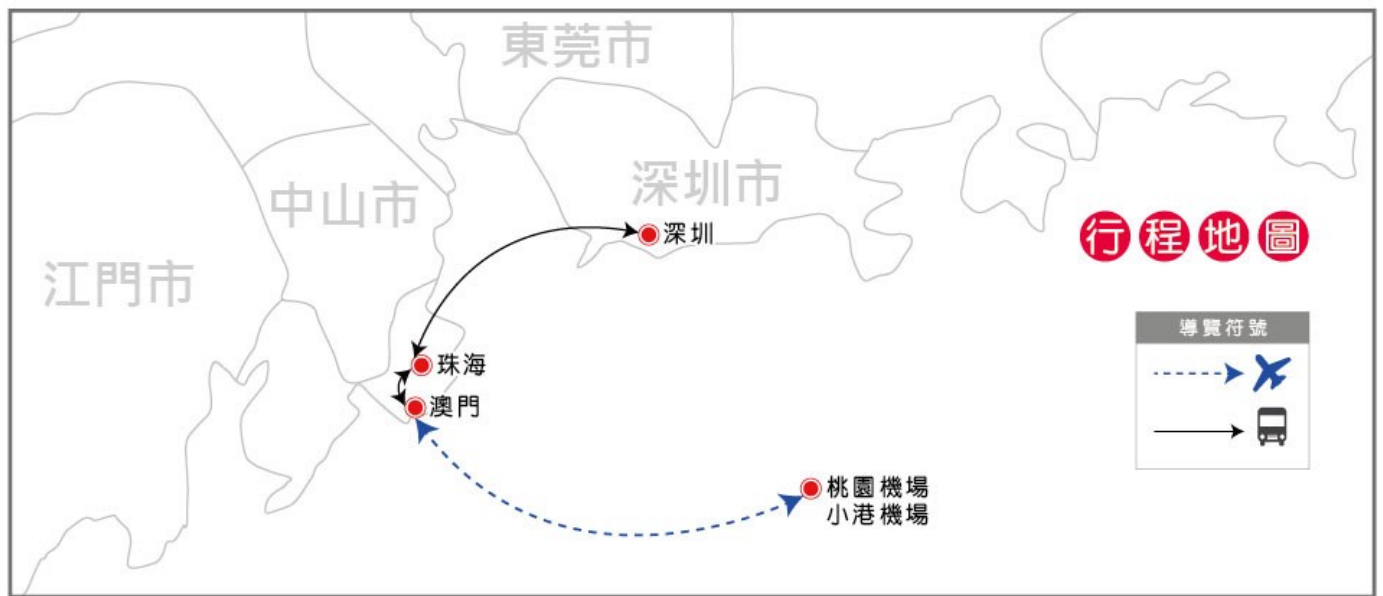 東莞市
深圳市
中山市
江門市
深圳
行程地圖
導覽符號
珠海
澳門
桃園機場
小港機場